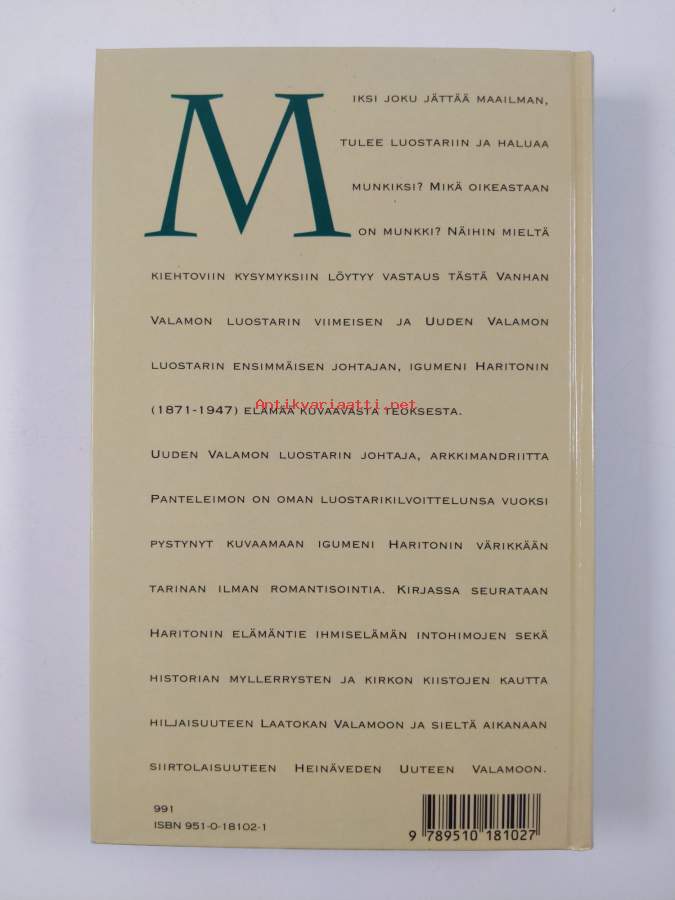 MIKSI JOKU JÄTTÄÄ MAAILMAN,
TULEE LUOSTARIIN JA HALUAA
MUNKIKSI? MIKÄ OIKEASTAAN
ON MUNKKI? NÄIHIN MIELTÄ
KIEHTOVIIN KYSYMYKSIIN LÖYTYY VASTAUS TÄSTÄ VANHAN
VALAMON LUOSTARIN VIIMEISEN JA UUDEN VALAMON
LUOSTARIN ENSIMMÄISEN JOHTAJAN, IGUMENI HARITONIN
Antikvariaatti.net
(1871-1947) ELÄMÄÄ KUVAAVASTA TEOKSESTA.
UUDEN VALAMON LUOSTARIN JOHTAJA, ARKKIMANDRIITTA
PANTELEIMON ON OMAN LUOSTARIKILVOITTELUNSA VUOKSI
PYSTYNYT KUVAAMAAN IGUMENI HARITONIN VÄRIKKÄÄN
TARINAN ILMAN ROMANTISOINTIA. KIRJASSA SEURATAAN
HARITONIN ELÄMÄNTIE IHMISELÄMÄN INTOHIMOJEN SEKÄ
HISTORIAN MYLLERRYSTEN JA KIRKON KIISTOJEN KAUTTA
HILJAISUUTEEN LAATOKAN VALAMOON JA SIELTÄ AIKANAAN
SIIRTOLAISUUTEEN HEINÄVEDEN UUTEEN VALAMOON.
991
ISBN 951-0-18102-1
9 789510 181027